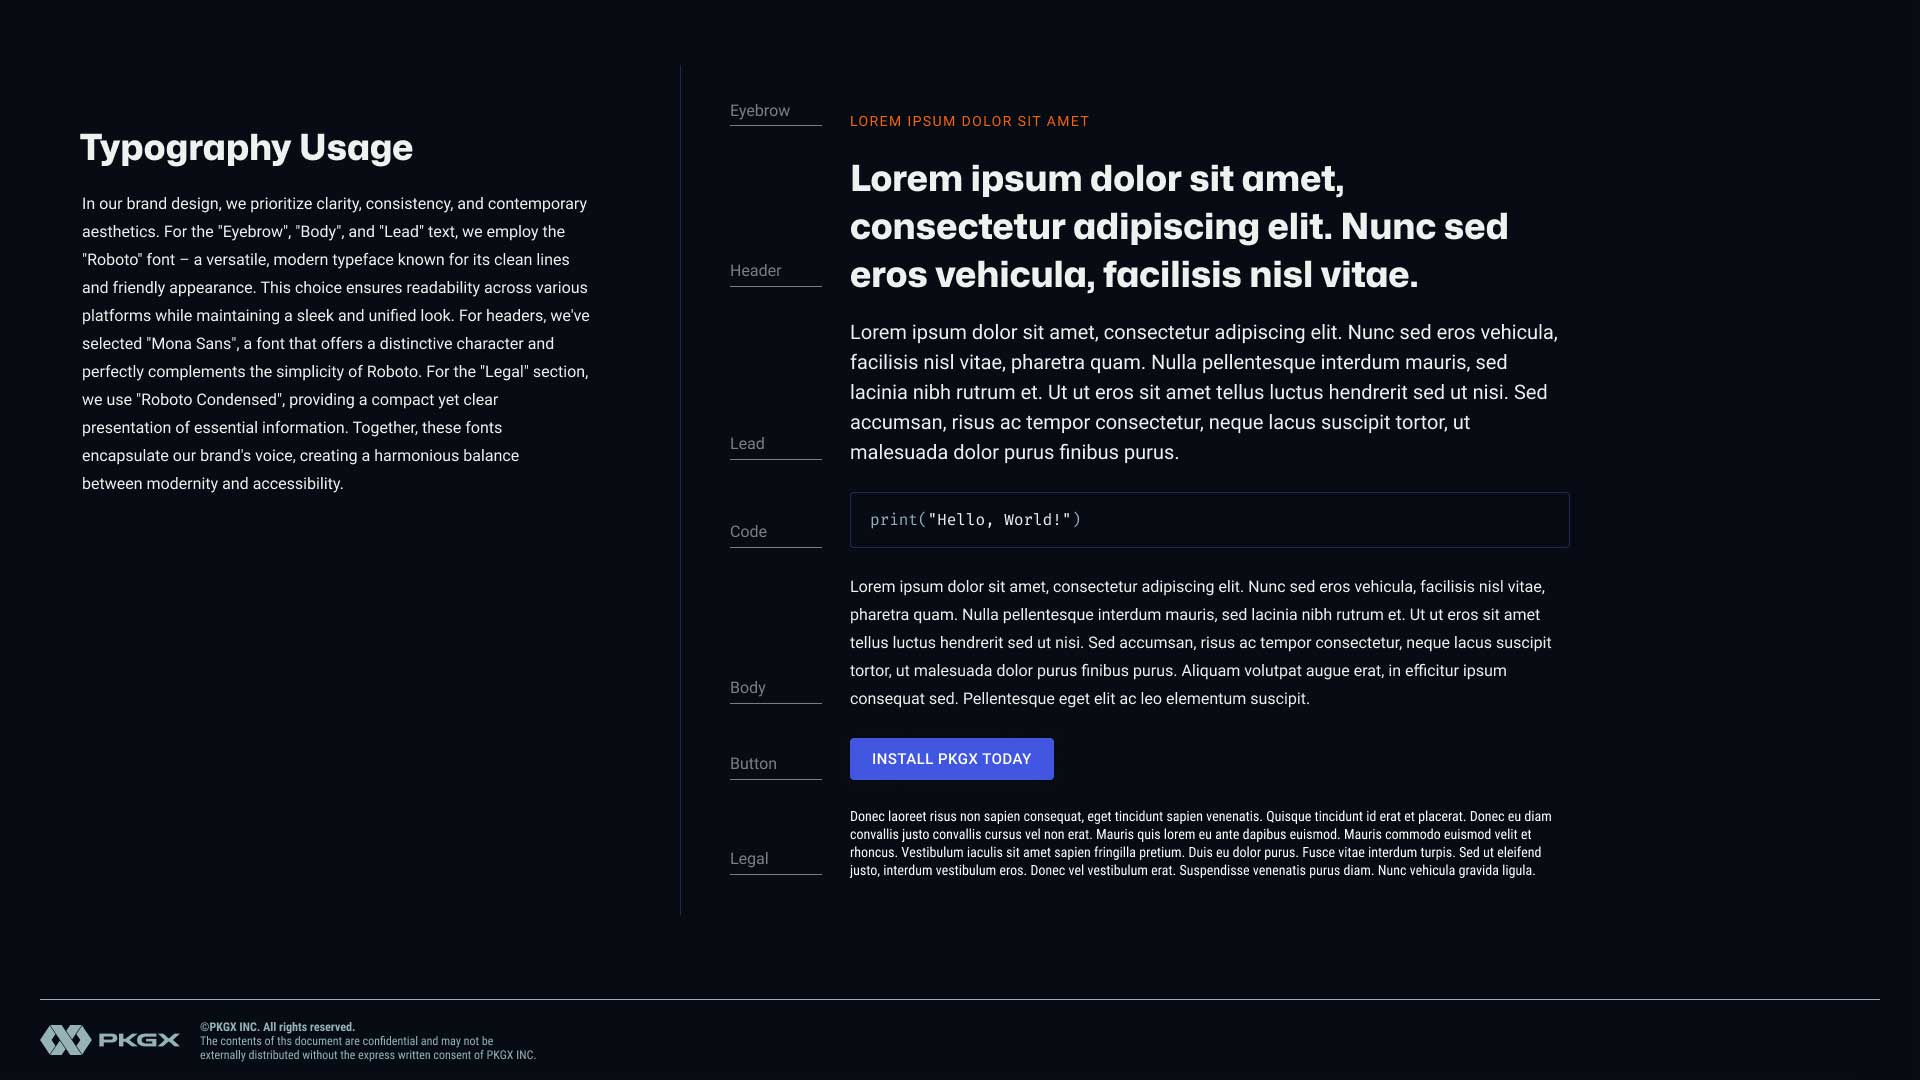 Typography Usage
In our brand design, we prioritize clarity, consistency, and contemporary
aesthetics. For the "Eyebrow", "Body", and "Lead" text, we employ the
"Roboto" font – a versatile, modern typeface known for its clean lines
and friendly appearance. This choice ensures readability across various
platforms while maintaining a sleek and unified look. For headers, we've
selected "Mona Sans", a font that offers a distinctive character and
perfectly complements the simplicity of Roboto. For the "Legal" section,
we use "Roboto Condensed", providing a compact yet clear
presentation of essential information. Together, these fonts
encapsulate our brand's voice, creating a harmonious balance
between modernity and accessibility.
Eyebrow
LOREM IPSUM DOLOR SIT AMET
Header
Lorem ipsum dolor sit amet,
consectetur adipiscing elit. Nunc sed
eros vehicula, facilisis nisl vitae.
Lead
Lorem ipsum dolor sit amet, consectetur adipiscing elit. Nunc sed eros vehicula,
facilisis nisl vitae, pharetra quam. Nulla pellentesque interdum mauris, sed
lacinia nibh rutrum et. Ut ut eros sit amet tellus luctus hendrerit sed ut nisi. Sed
accumsan, risus ac tempor consectetur, neque lacus suscipit tortor, ut
malesuada dolor purus finibus purus.
Code
print("Hello, World!")
Body
Lorem ipsum dolor sit amet, consectetur adipiscing elit. Nunc sed eros vehicula, facilisis nisl vitae,
pharetra quam. Nulla pellentesque interdum mauris, sed lacinia nibh rutrum et. Ut ut eros sit amet
tellus luctus hendrerit sed ut nisi. Sed accumsan, risus ac tempor consectetur, neque lacus suscipit
tortor, ut malesuada dolor purus finibus purus. Aliquam volutpat augue erat, in efficitur ipsum
consequat sed. Pellentesque eget elit ac leo elementum suscipit.
Button
INSTALL PKGX TODAY
Legal
Donec laoreet risus non sapien consequat, eget tincidunt sapien venenatis. Quisque tincidunt id erat et placerat. Donec eu diam
convallis justo convallis cursus vel non erat. Mauris quis lorem eu ante dapibus euismod. Mauris commodo euismod velit et
rhoncus. Vestibulum iaculis sit amet sapien fringilla pretium. Duis eu dolor purus. Fusce vitae interdum turpis. Sed ut eleifend
justo, interdum vestibulum eros. Donec vel vestibulum erat. Suspendisse venenatis purus diam. Nunc vehicula gravida ligula.
PKGX
©PKGX INC. All rights reserved.
The contents of ths document are confidential and may not be
externally distributed without the express written consent of PKGX INC.